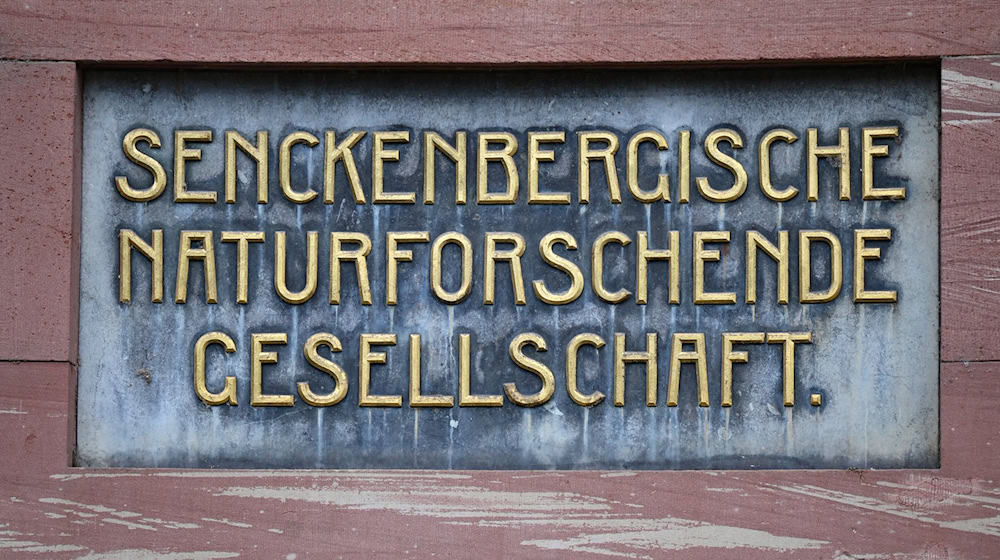 SENCKENBERGISCHE
NATURFORSCHENDE
GESELLSCHAFT.